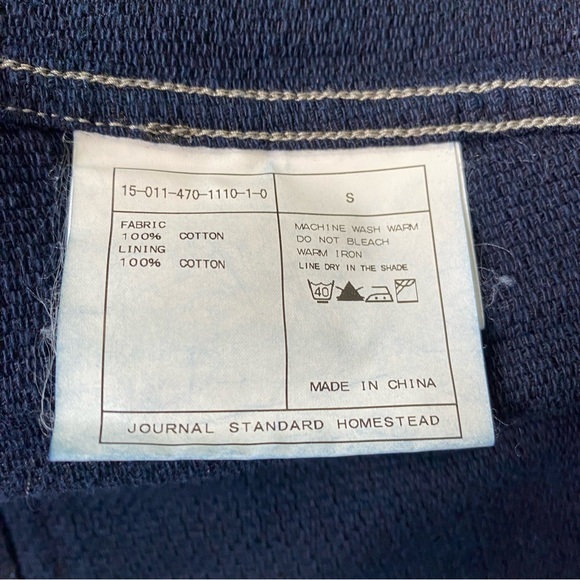 15-011-470-1110-1-0
S
FABRIC
100% COTTON
LINING
100% COTTON
MACHINE WASH WARM
DO NOT BLEACH
WARM IRON
LINE DRY IN THE SHADE
40
MADE IN CHINA
JOURNAL STANDARD HOMESTEAD